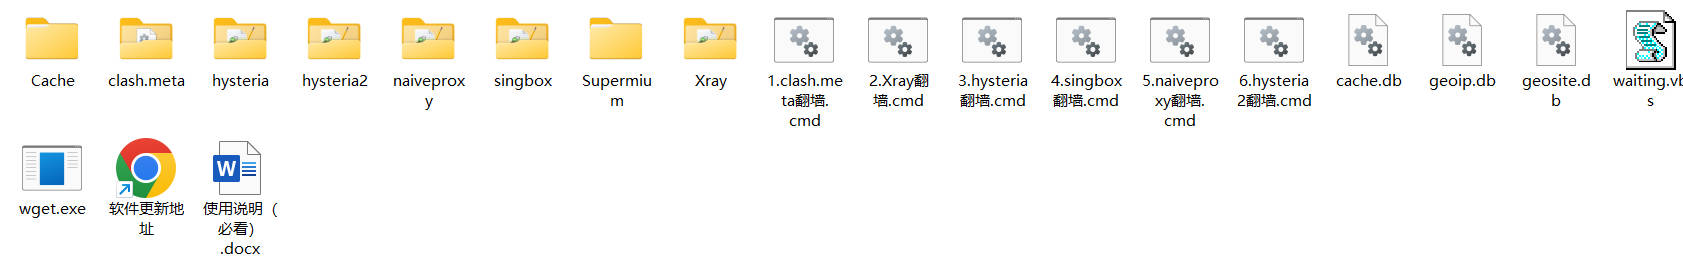 Cache
clash.meta
hysteria
hysteria2
naiveprox
y
singbox
Supermiu
m
Xray
1.clash.me
ta翻墙.
cmd
2.Xray翻
墙.cmd
3.hysteria
翻墙.cmd
4.singbox
翻墙.cmd
5.naivepro
xy翻墙.
cmd
6.hysteria
2翻墙.cmd
cache.db
geoip.db
geosite.d
b
waiting.vb
s
wget.exe
软件更新地
址
使用说明（
必看）
.docx